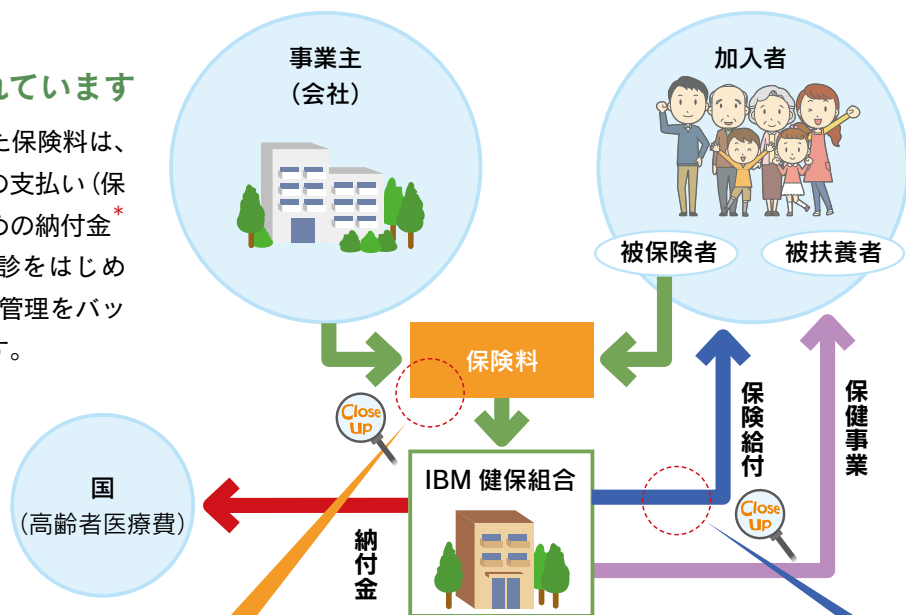 れています
た保険料は、
の支払い(保
めの納付金*
診をはじめ
管理をバッ
す。
事業主
(会社)
加入者
被保険者
被扶養者
保険料
Close
up
国
(高齢者医療費)
納付金
IBM 健保組合
保険給付
保健事業
Close
up